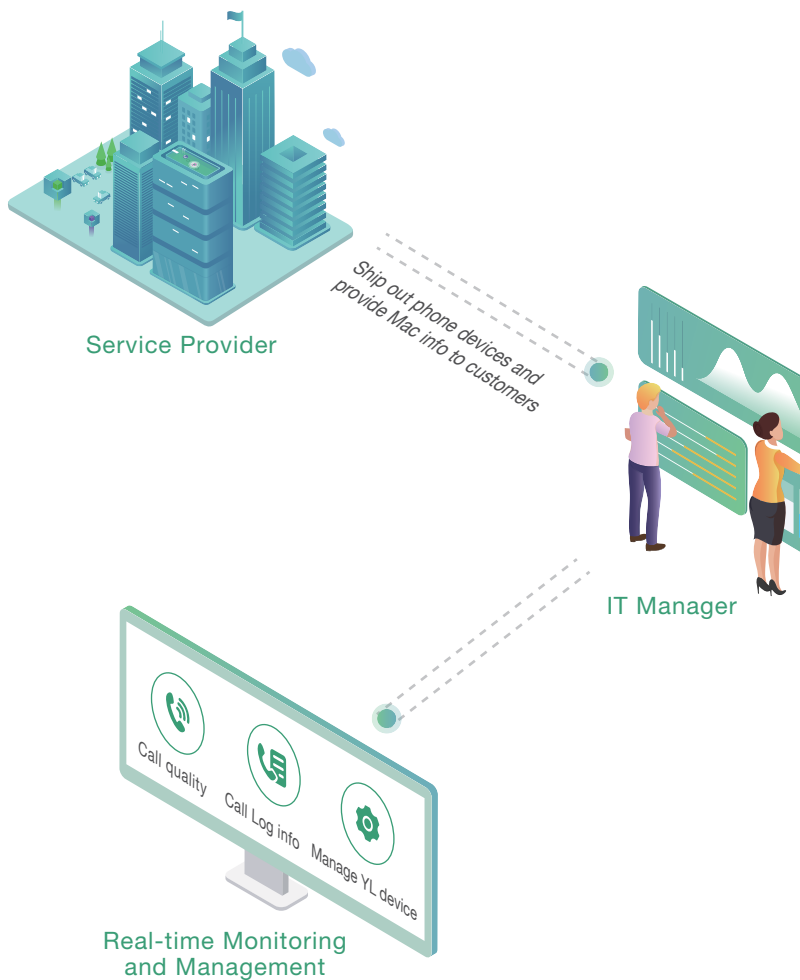 Service Provider
Ship out phone devices and
provide Mac info to customers
IT Manager
Call quality
Call Log info
Manage YL device
Real-time Monitoring
and Management